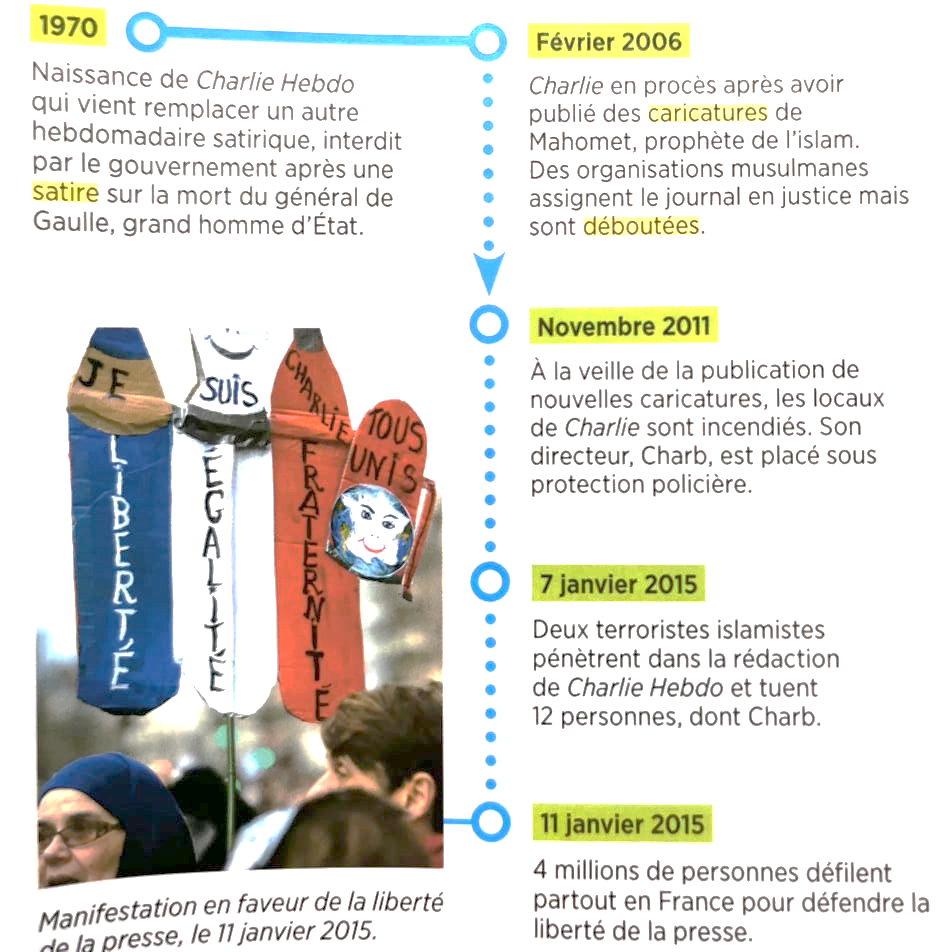 1970
Naissance de Charlie Hebdo
qui vient remplacer un autre
hebdomadaire satirique, interdit
par le gouvernement après une
satire sur la mort du général de
Gaulle, grand homme d'État.
Février 2006
Charlie en procès après avoir
publié des caricatures de
Mahomet, prophète de l'islam.
Des organisations musulmanes
assignent le journal en justice mais
sont déboutées.
Novembre 2011
À la veille de la publication de
nouvelles caricatures, les locaux
de Charlie sont incendiés. Son
directeur, Charb, est placé sous
protection policière.
7 janvier 2015
Deux terroristes islamistes
pénètrent dans la rédaction
de Charlie Hebdo et tuent
12 personnes, dont Charb.
11 janvier 2015
4 millions de personnes défilent
partout en France pour défendre la
liberté de la presse.
JE
SUIS
CHARLIE
LIBERTÉ
EGALITÉ
FRATERNITÉ
TOUS
UNIS
Manifestation en faveur de la liberté
de la presse, le 11 janvier 2015.